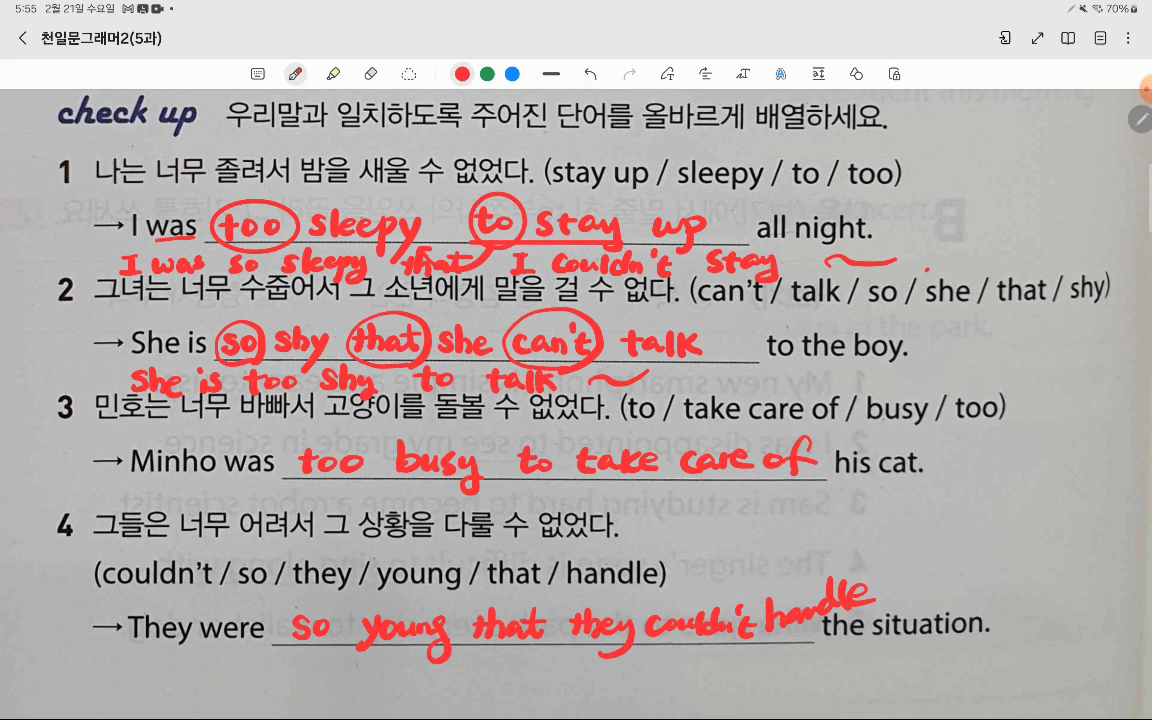 5:55 2월 21일 수요일 70%
천일문그래머2(5과)
check up 우리말과 일치하도록 주어진 단어를 올바르게 배열하세요.
1 나는 너무 졸려서 밤을 새울 수 없었다. (stay up / sleepy / to / too)
→ I was too sleepy to stay up all night.
I was so sleepy that I couldn't stay
2 그녀는 너무 수줍어서 그 소년에게 말을 걸 수 없다. (can't / talk / so / she / that / shy)
→ She is so shy that she can't talk to the boy.
She is too shy to talk
3 민호는 너무 바빠서 고양이를 돌볼 수 없었다. (to / take care of / busy / too)
→ Minho was too busy to take care of his cat.
4 그들은 너무 어려서 그 상황을 다룰 수 없었다.
(couldn't / so / they / young / that / handle)
→ They were so young that they couldn't handle the situation.